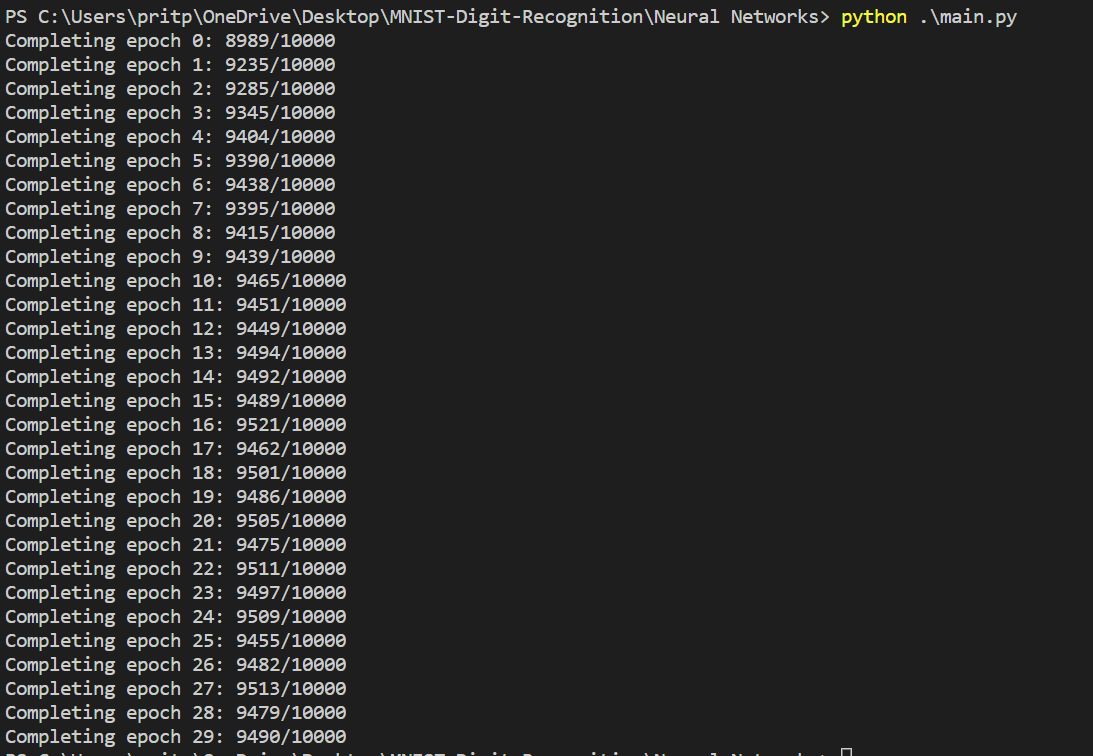 PS C:\Users\pritp\OneDrive\Desktop\MNIST-Digit-Recognition\Neural Networks> python .\main.py
Completing epoch 0: 8989/10000
Completing epoch 1: 9235/10000
Completing epoch 2: 9285/10000
Completing epoch 3: 9345/10000
Completing epoch 4: 9404/10000
Completing epoch 5: 9390/10000
Completing epoch 6: 9438/10000
Completing epoch 7: 9395/10000
Completing epoch 8: 9415/10000
Completing epoch 9: 9439/10000
Completing epoch 10: 9465/10000
Completing epoch 11: 9451/10000
Completing epoch 12: 9449/10000
Completing epoch 13: 9494/10000
Completing epoch 14: 9492/10000
Completing epoch 15: 9489/10000
Completing epoch 16: 9521/10000
Completing epoch 17: 9462/10000
Completing epoch 18: 9501/10000
Completing epoch 19: 9486/10000
Completing epoch 20: 9505/10000
Completing epoch 21: 9475/10000
Completing epoch 22: 9511/10000
Completing epoch 23: 9497/10000
Completing epoch 24: 9509/10000
Completing epoch 25: 9455/10000
Completing epoch 26: 9482/10000
Completing epoch 27: 9513/10000
Completing epoch 28: 9479/10000
Completing epoch 29: 9490/10000